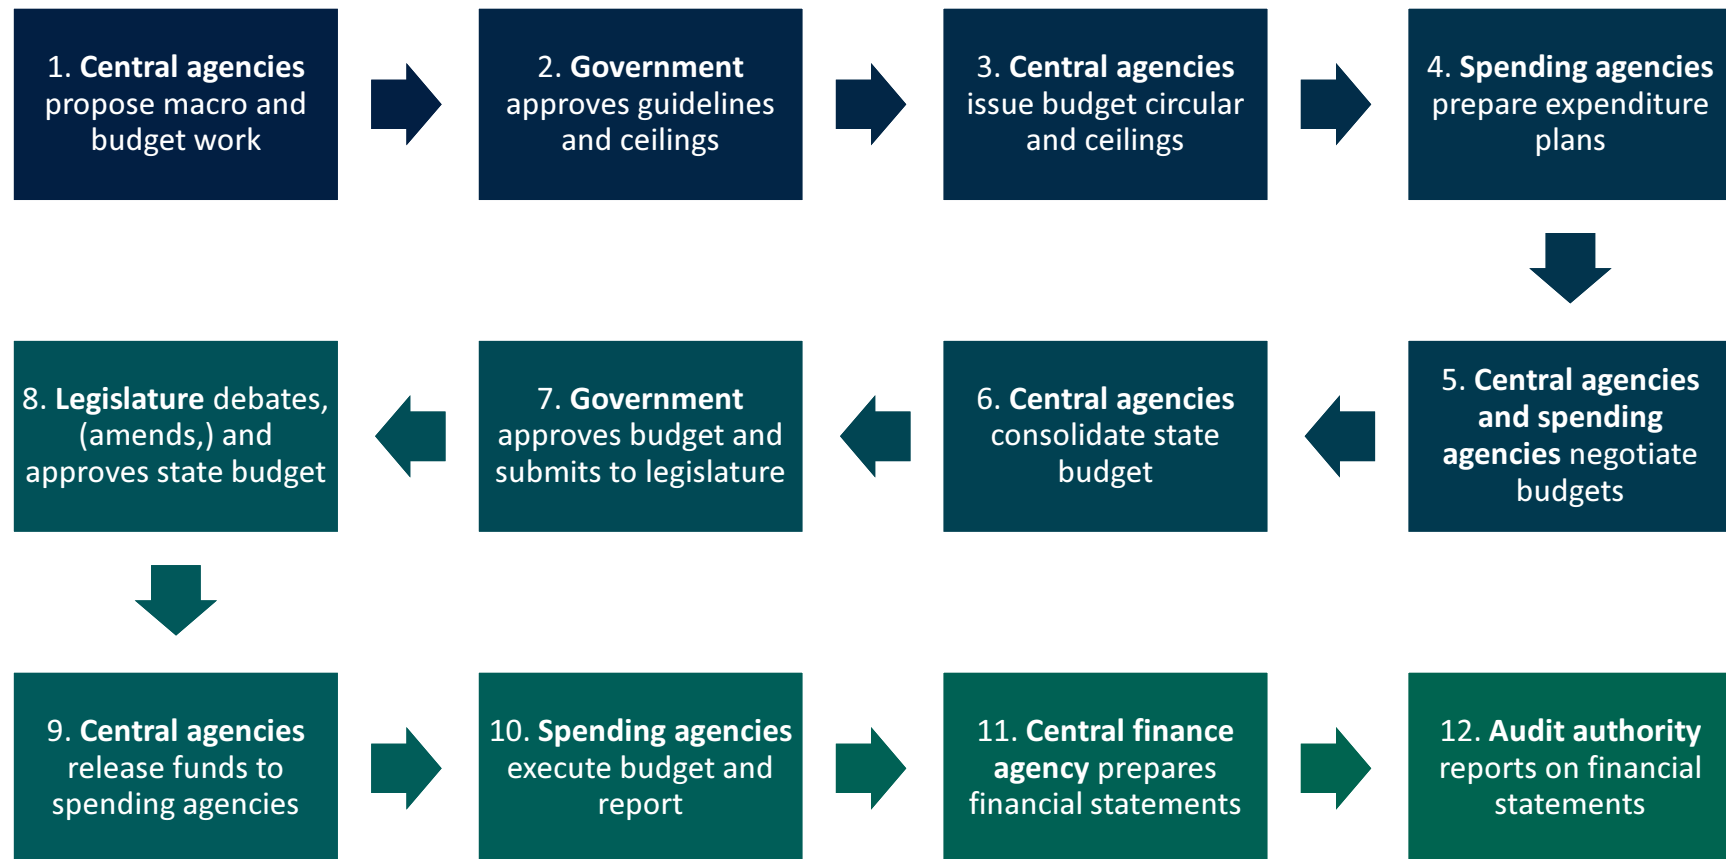 1. Central agencies
propose macro and
budget work
2. Government
approves guidelines
and ceilings
3. Central agencies
issue budget circular
and ceilings
4. Spending agencies
prepare expenditure
plans
5. Central agencies
and spending
agencies negotiate
budgets
6. Central agencies
consolidate state
budget
7. Government
approves budget and
submits to legislature
8. Legislature debates,
(amends,) and
approves state budget
9. Central agencies
release funds to
spending agencies
10. Spending agencies
execute budget and
report
11. Central finance
agency prepares
financial statements
12. Audit authority
reports on financial
statements